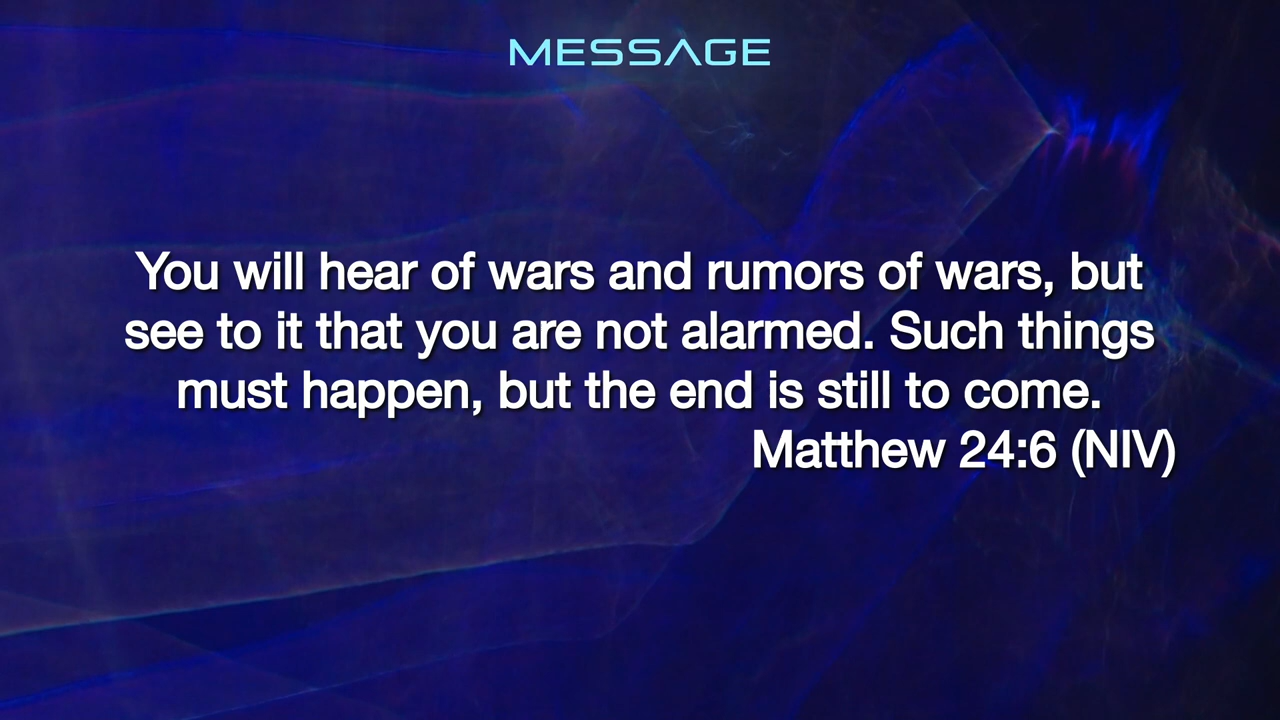 MESSAGE
You will hear of wars and rumors of wars, but
see to it that you are not alarmed. Such things
must happen, but the end is still to come.
Matthew 24:6 (NIV)